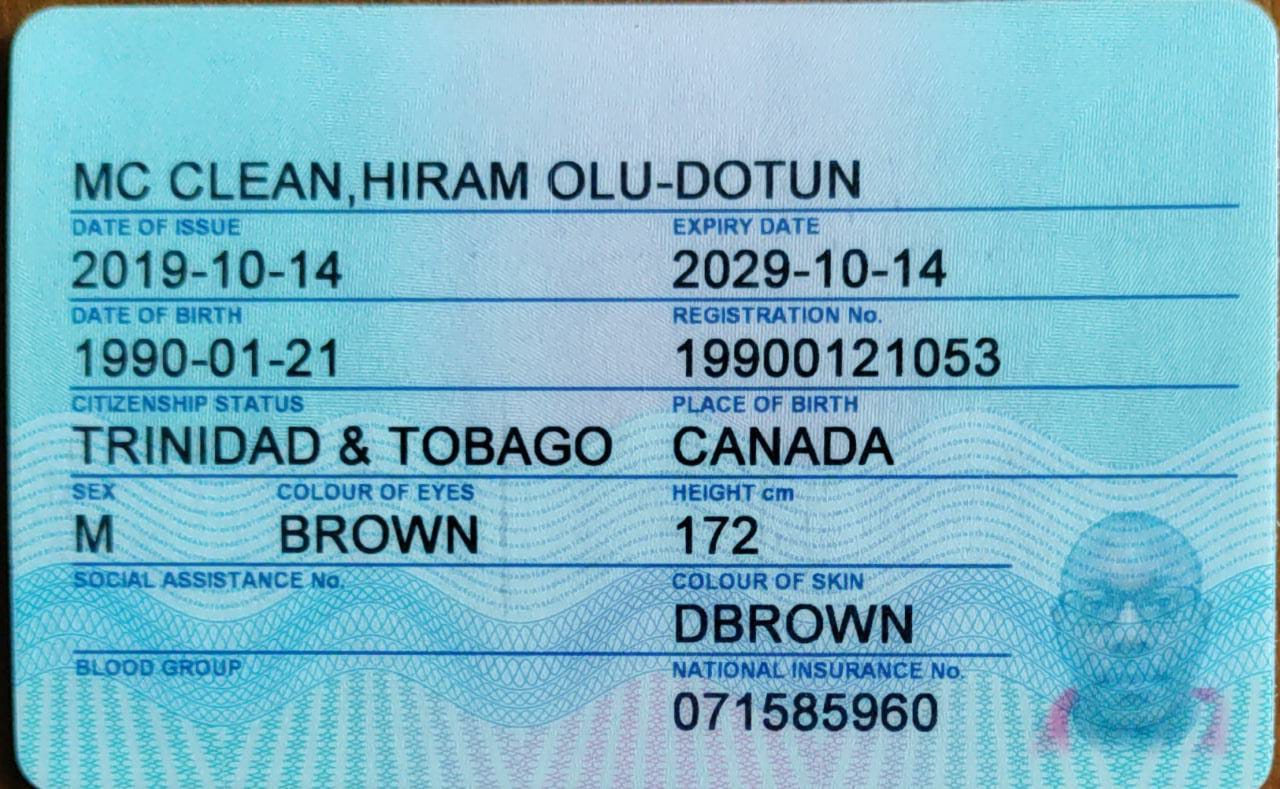 MC CLEAN,HIRAM OLU-DOTUN
DATE OF ISSUE EXPIRY DATE
2019-10-14 2029-10-14
DATE OF BIRTH REGISTRATION No.
1990-01-21 19900121053
CITIZENSHIP STATUS PLACE OF BIRTH
TRINIDAD & TOBAGO CANADA
SEX COLOUR OF EYES HEIGHT cm
M BROWN 172
SOCIAL ASSISTANCE No. COLOUR OF SKIN
DBROWN
BLOOD GROUP NATIONAL INSURANCE No.
071585960